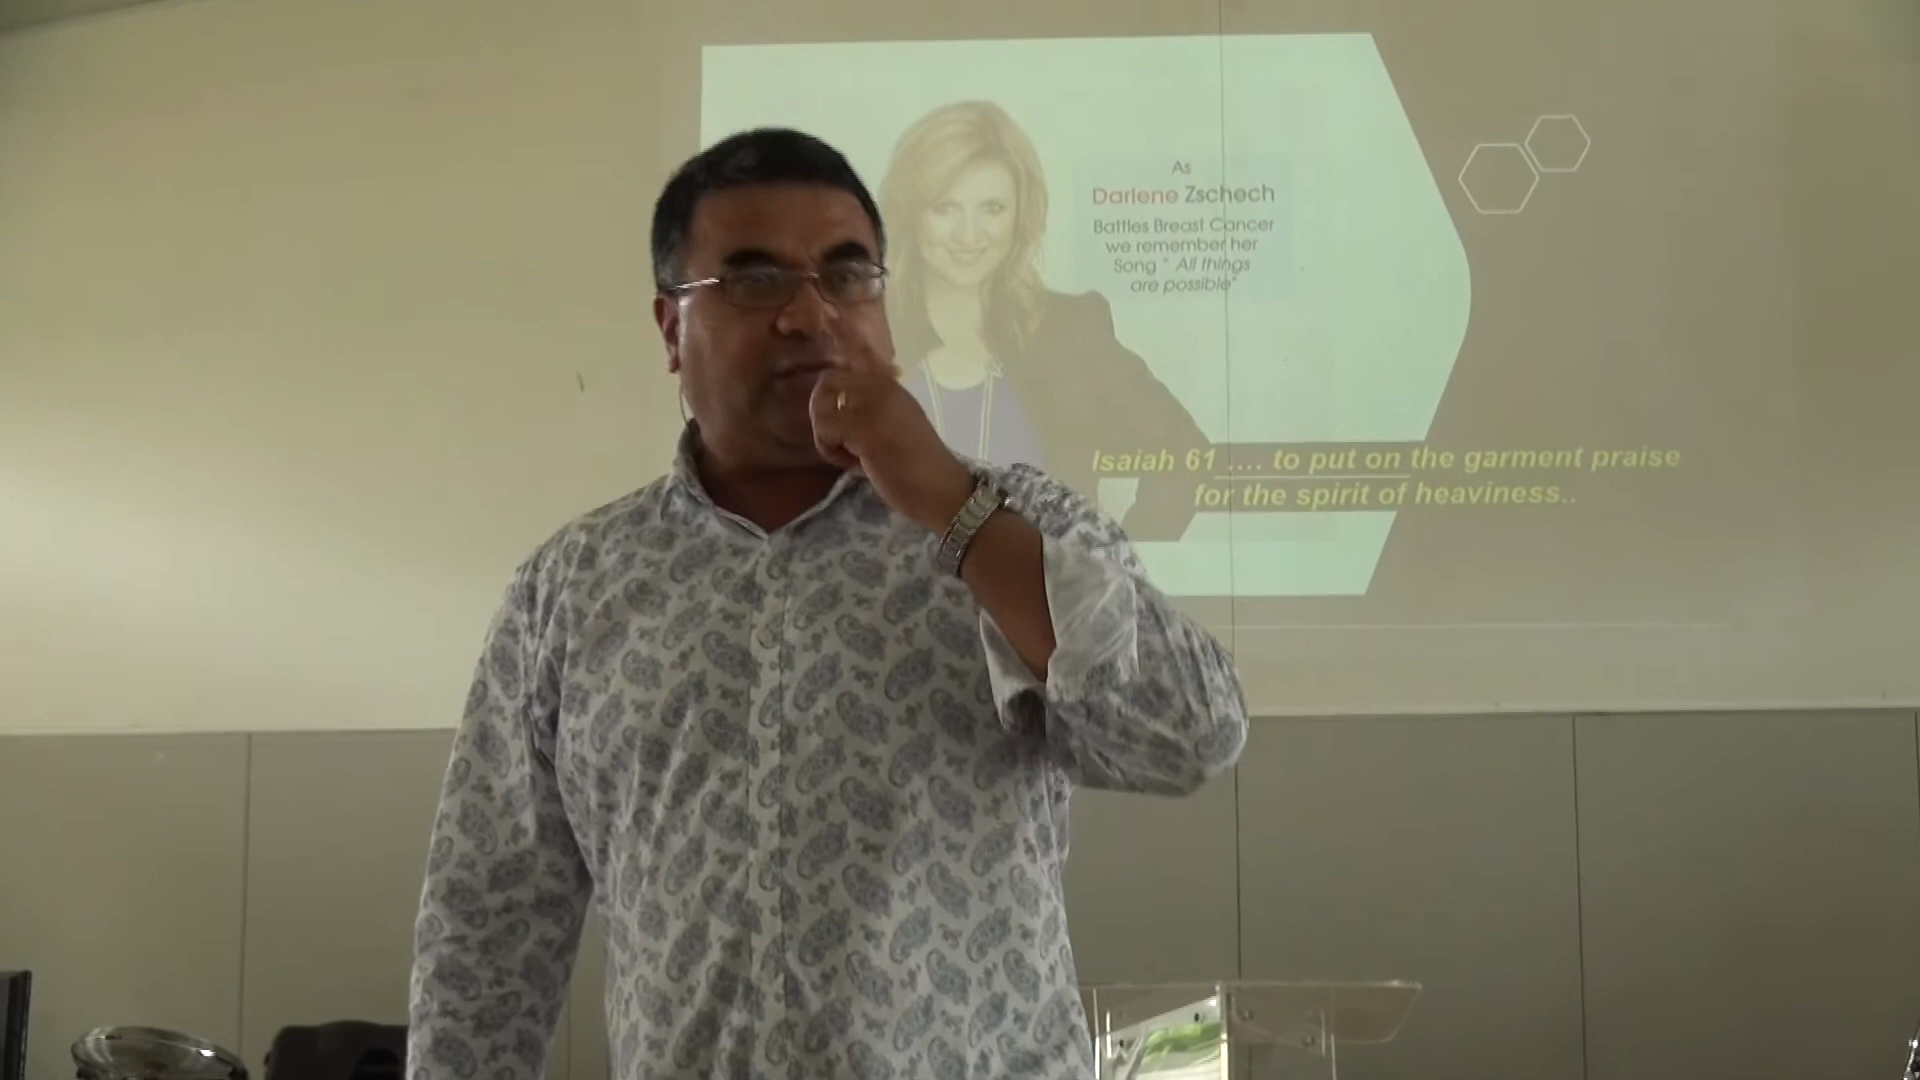 As
Darlene Zschech
Battles Breast Cancer
we remember her
Song " All things
are possible"
Isaiah 61 .... to put on the garment praise
for the spirit of heaviness..